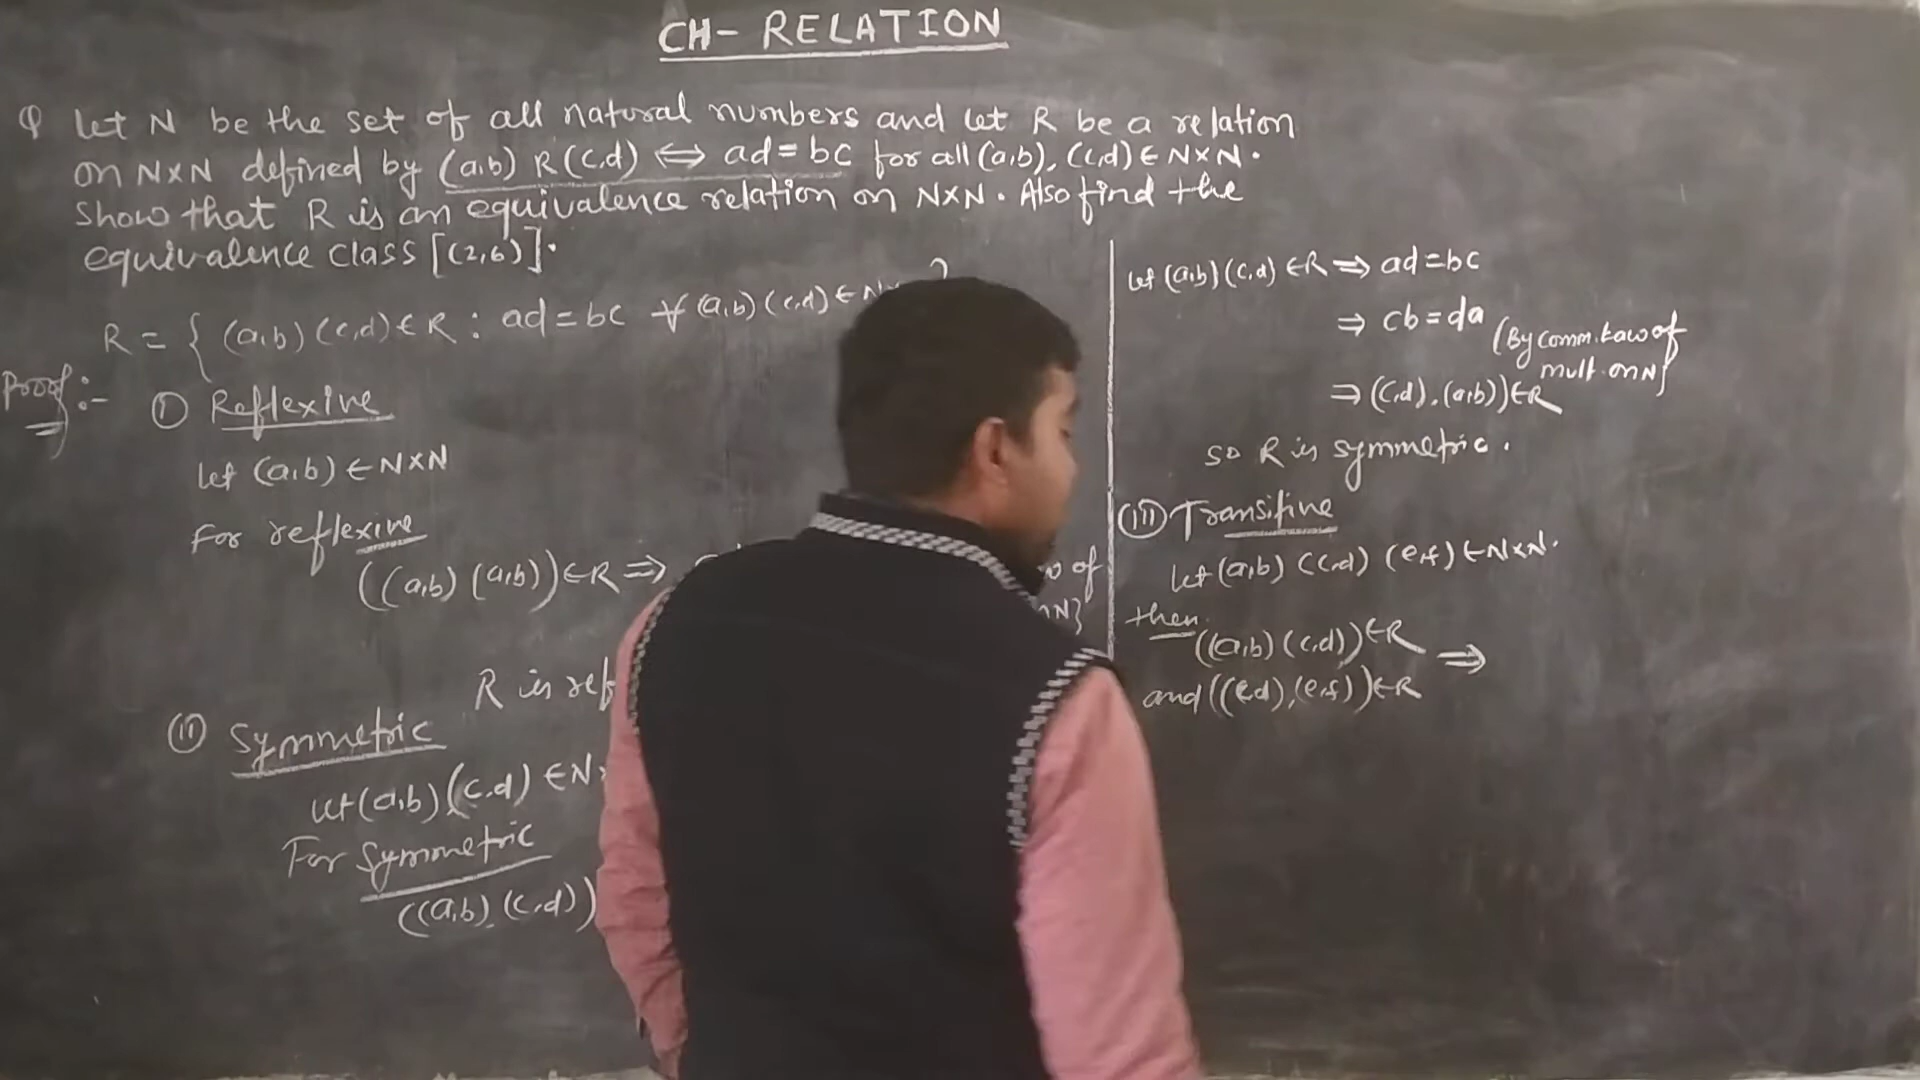 CH- RELATION
Q Let N be the set of all natural numbers and let R be a relation
on N×N defined by (a,b) R (c,d) ⟺ ad = bc for all (a,b), (c,d) ∈ N×N.
Show that R is an equivalence relation on N×N. Also find the
equivalence class [(2,6)].
R = { (a,b) (c,d) ∈ R : ad = bc ∀ (a,b) (c,d) ∈ N
Proof :-
① Reflexive
let (a,b) ∈ N×N
For reflexive
((a,b) (a,b)) ∈ R ⇒
of
N}
R is ref
(ii) Symmetric
let (a,b) (c,d) ∈ N×
For Symmetric
((a,b) (c,d))
let (a,b) (c,d) ∈ R ⇒ ad = bc
⇒ cb = da (By comm. Law of
mult. on N}
⇒ (c,d), (a,b)) ∈ R
so R is symmetric.
(iii) Transitive
let (a,b) (c,d) (e,f) ∈ N×N.
then
((a,b) (c,d)) ∈ R ⇒
and ((c,d), (e,f)) ∈ R